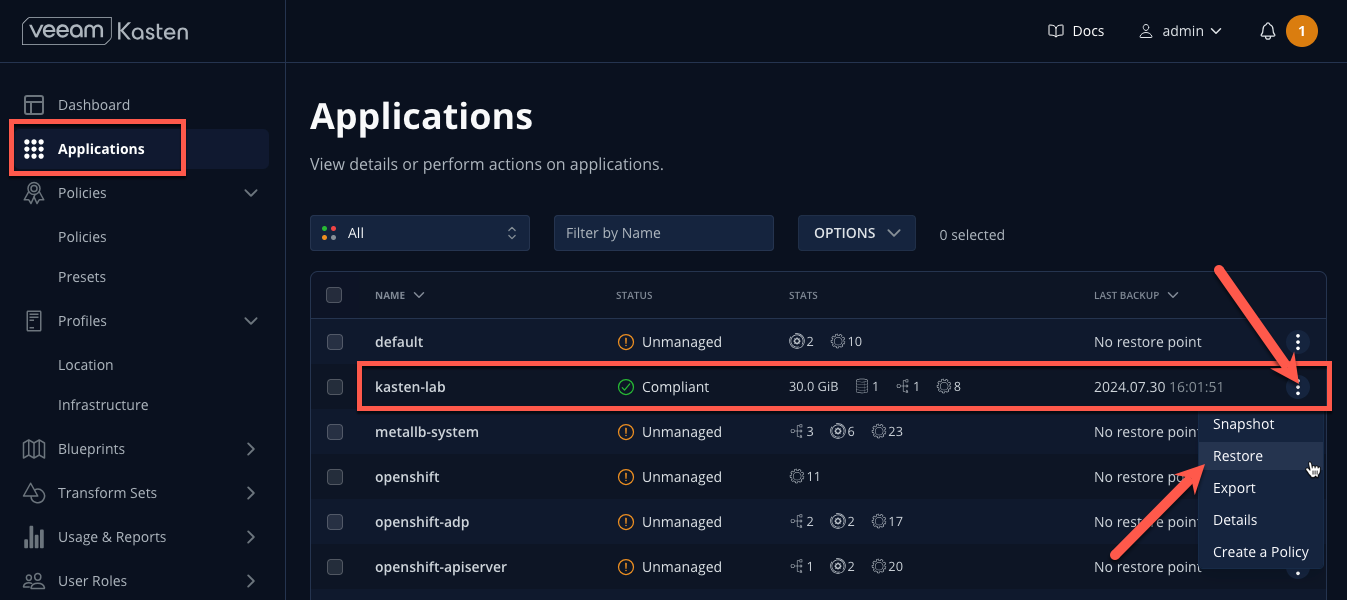 veeam Kasten
Docs
admin
1
Dashboard
Applications
Policies
Policies
Presets
Profiles
Location
Infrastructure
Blueprints
Transform Sets
Usage & Reports
User Roles
Applications
View details or perform actions on applications.
All
Filter by Name
OPTIONS
0 selected
NAME STATUS STATS LAST BACKUP
default Unmanaged 2 10 No restore point
kasten-lab Compliant 30.0 GiB 1 1 8 2024.07.30 16:01:51
metallb-system Unmanaged 3 6 23 No restore poin
openshift Unmanaged 11 No restore poin
openshift-adp Unmanaged 2 2 17 No restore poin
openshift-apiserver Unmanaged 1 2 20 No restore point
Snapshot
Restore
Export
Details
Create a Policy